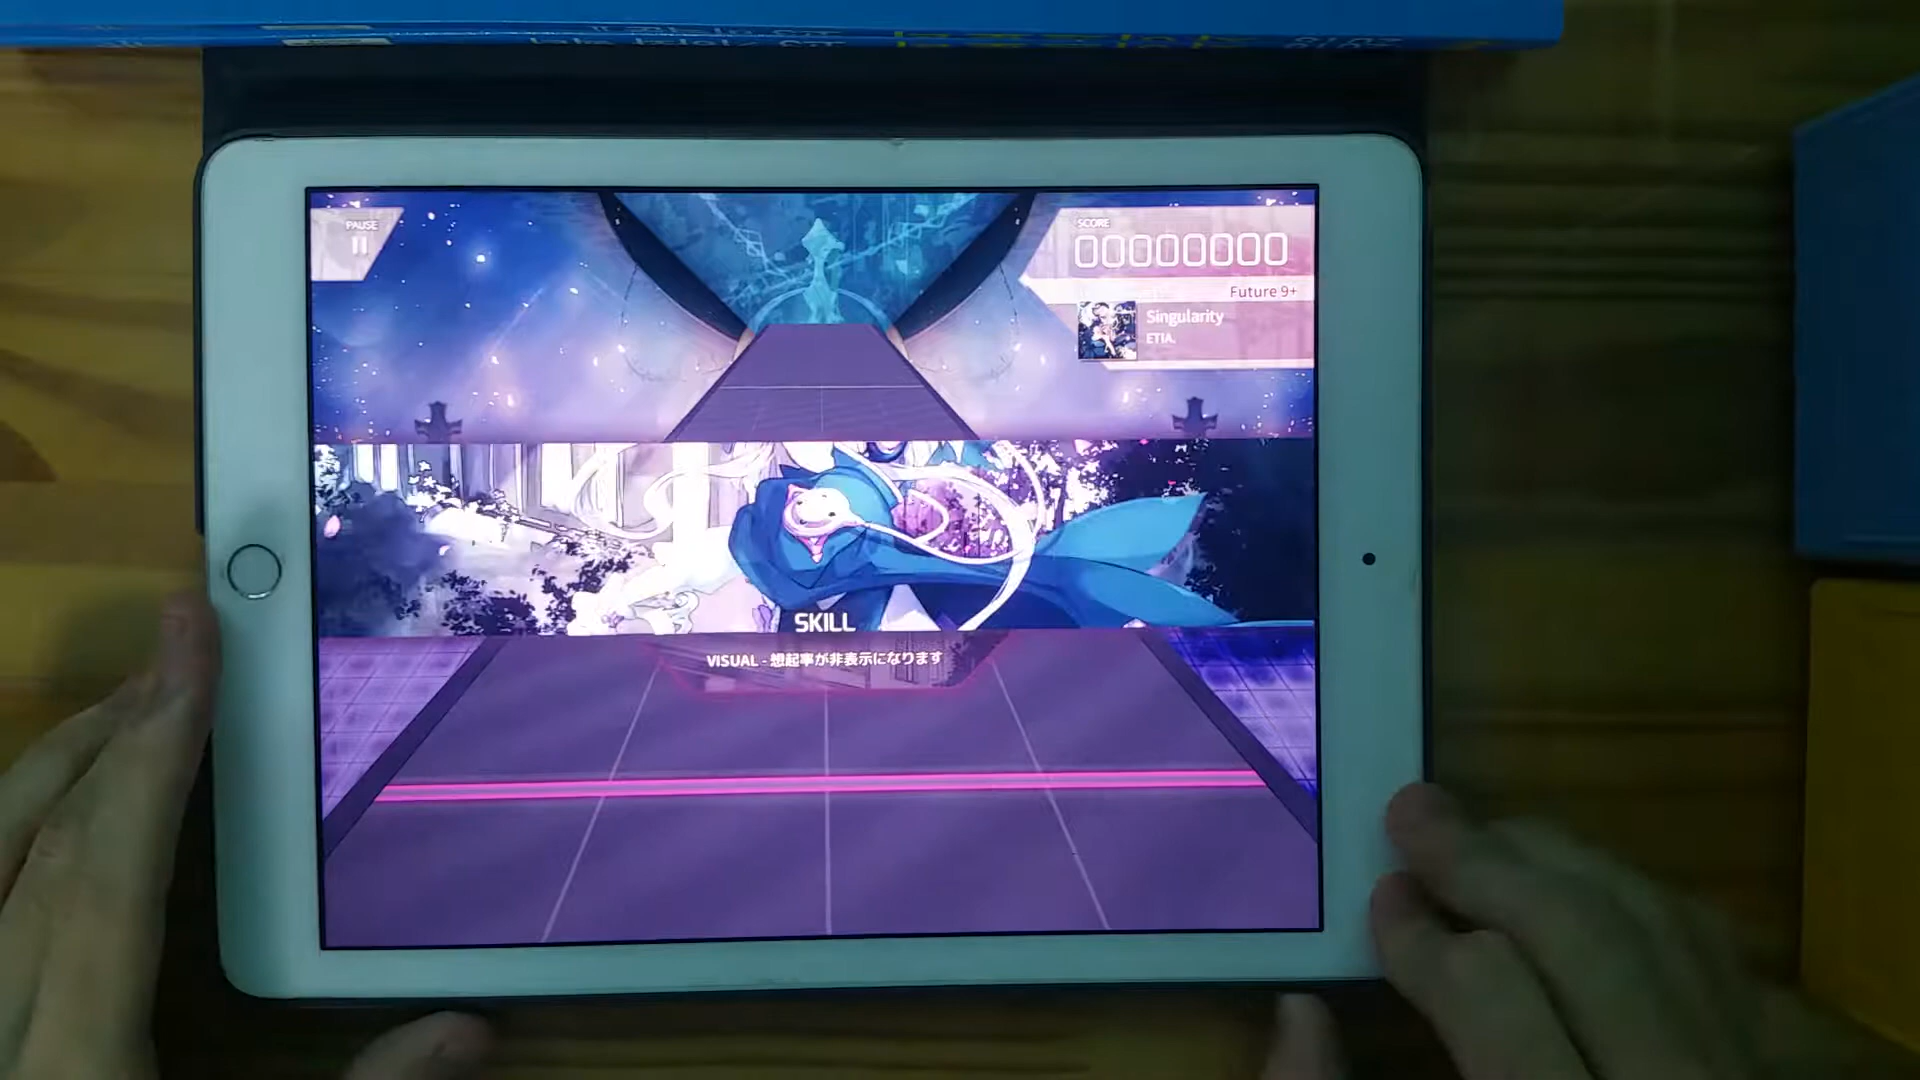 PAUSE
SCORE
00000000
Future 9+
Singularity
ETIA.
SKILL
VISUAL - 想起率が非表示になります